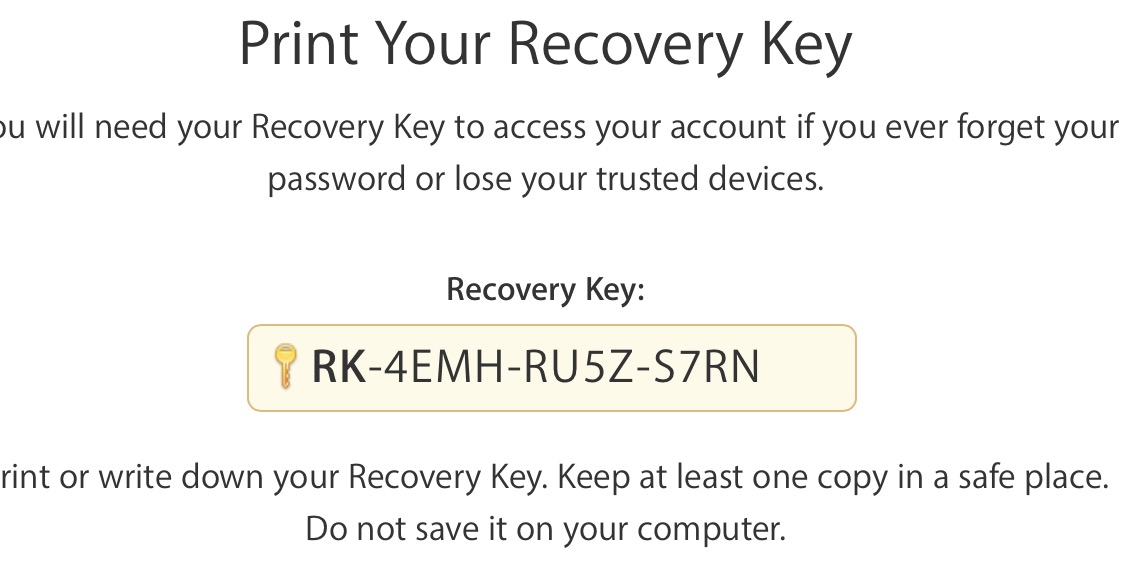 Print Your Recovery Key
ou will need your Recovery Key to access your account if you ever forget your
password or lose your trusted devices.
Recovery Key:
RK-4EMH-RU5Z-S7RN
rint or write down your Recovery Key. Keep at least one copy in a safe place.
Do not save it on your computer.